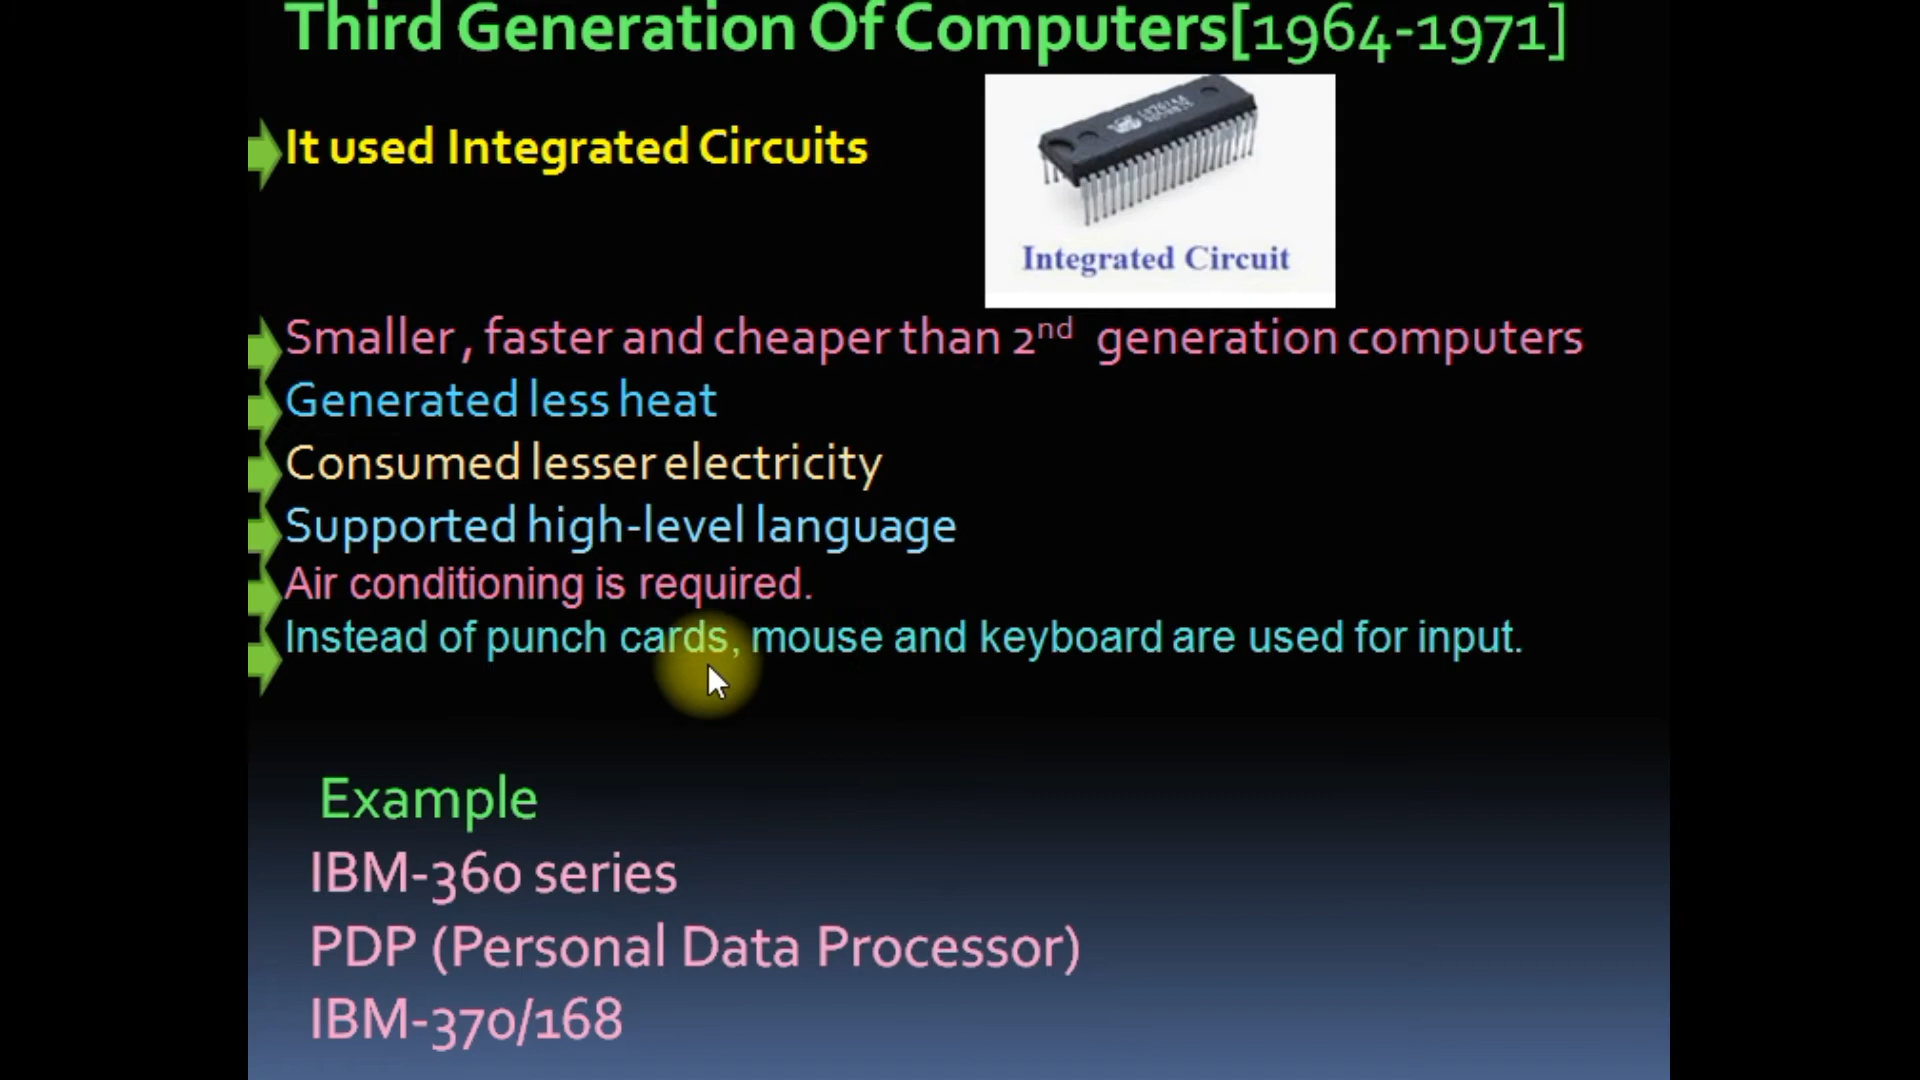 Third Generation Of Computers[1964-1971]
It used Integrated Circuits
Integrated Circuit
Smaller , faster and cheaper than 2nd generation computers
Generated less heat
Consumed lesser electricity
Supported high-level language
Air conditioning is required.
Instead of punch cards, mouse and keyboard are used for input.
Example
IBM-360 series
PDP (Personal Data Processor)
IBM-370/168